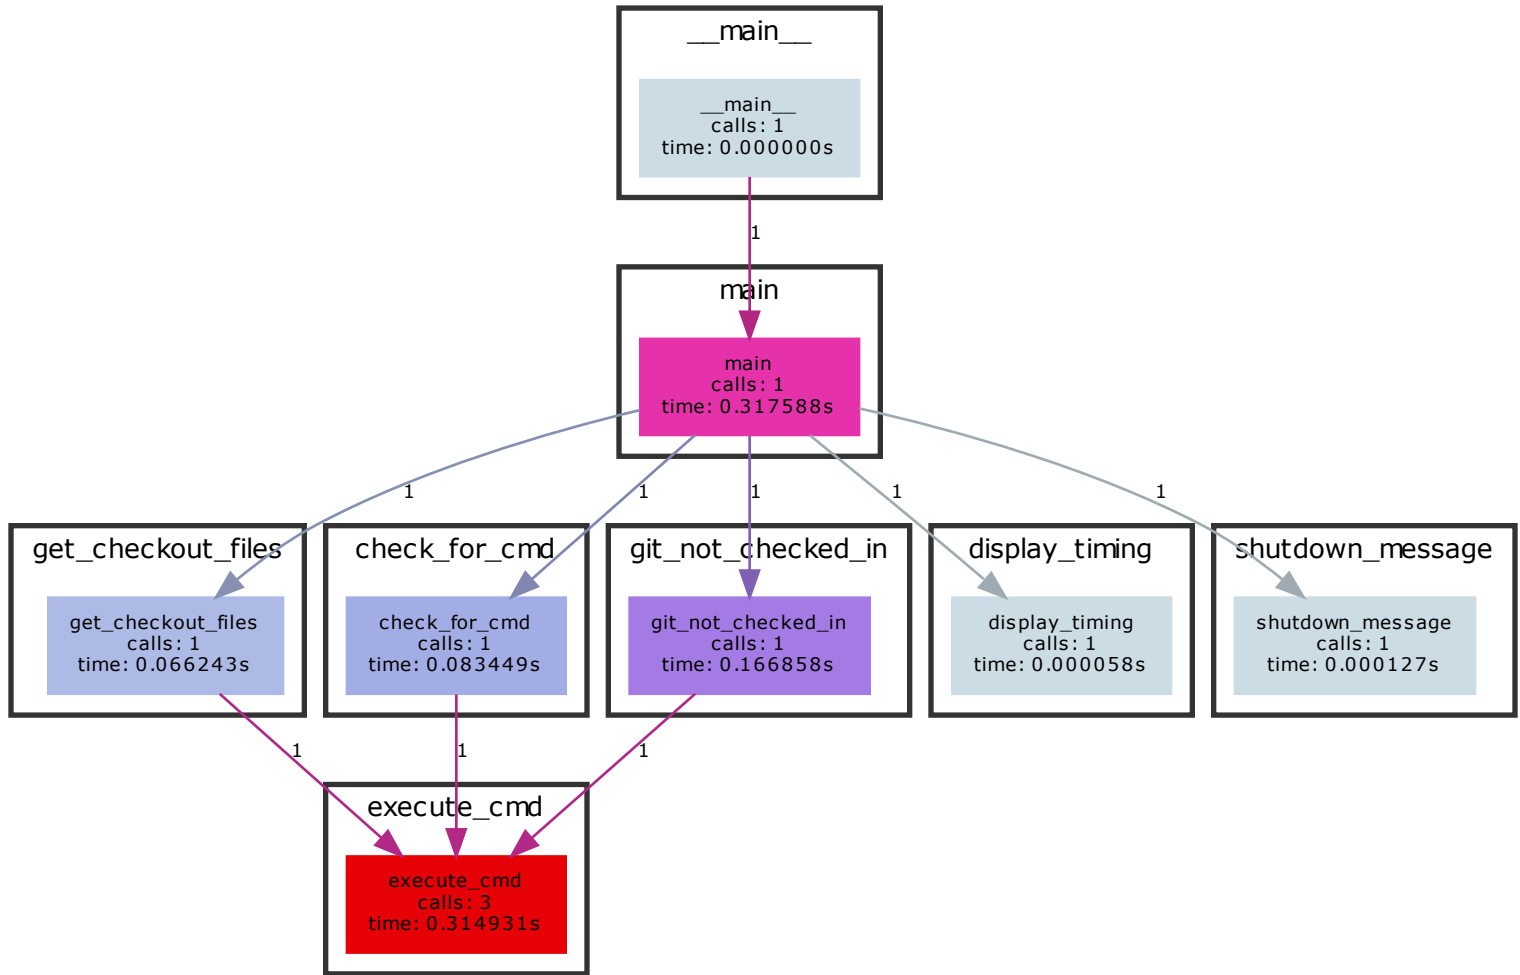 __main__
__main__
calls: 1
time: 0.000000s
1
main
main
calls: 1
time: 0.317588s
1
1
1
1
1
get_checkout_files
get_checkout_files
calls: 1
time: 0.066243s
check_for_cmd
check_for_cmd
calls: 1
time: 0.083449s
git_not_checked_in
git_not_checked_in
calls: 1
time: 0.166858s
display_timing
display_timing
calls: 1
time: 0.000058s
shutdown_message
shutdown_message
calls: 1
time: 0.000127s
1
1
1
execute_cmd
execute_cmd
calls: 3
time: 0.314931s